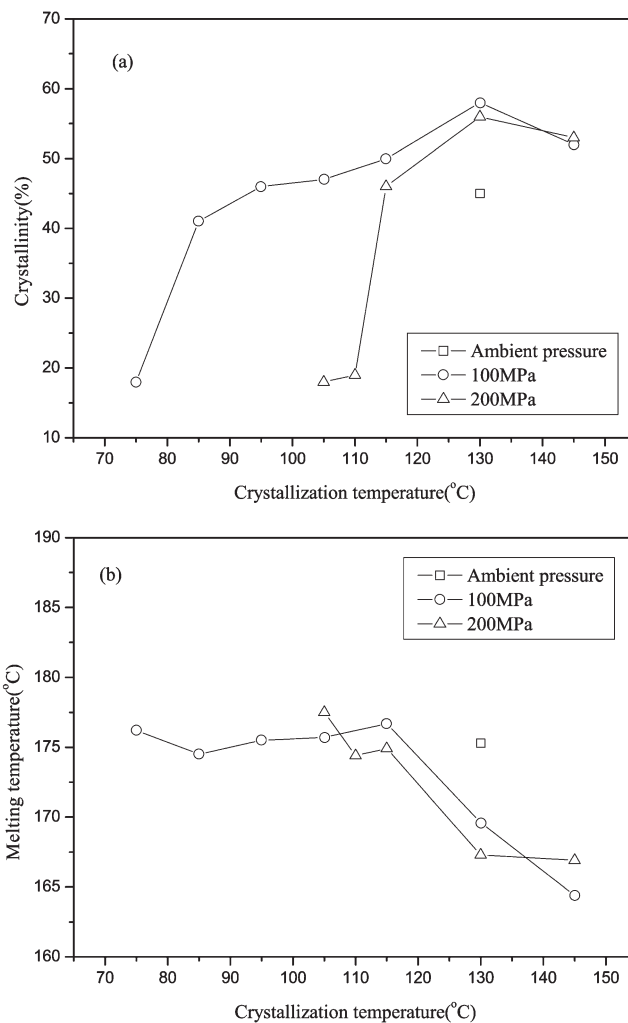 (a)
70
60
50
40
30
20
10
Crystallinity(%)
Ambient pressure
100MPa
200MPa
70 80 90 100 110 120 130 140 150
Crystallization temperature(°C)
(b)
190
185
180
175
170
165
160
Melting temperature(°C)
Ambient pressure
100MPa
200MPa
70 80 90 100 110 120 130 140 150
Crystallization temperature(°C)